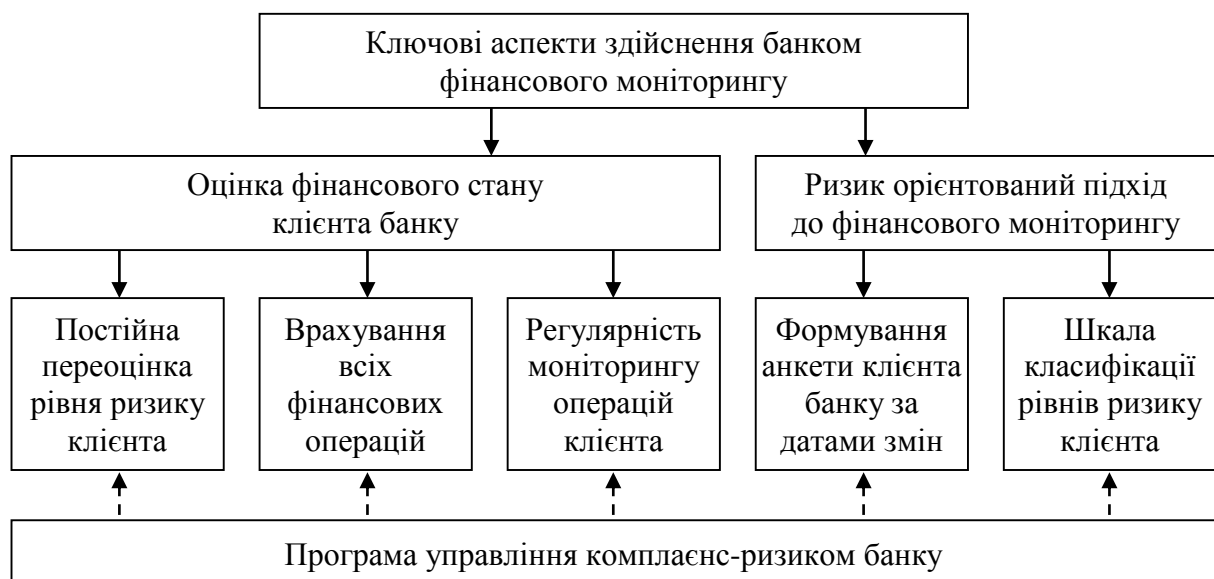 Ключові аспекти здійснення банком
фінансового моніторингу
Оцінка фінансового стану
клієнта банку
Ризик орієнтований підхід
до фінансового моніторингу
Постійна
переоцінка
рівня ризику
клієнта
Врахування
всіх
фінансових
операцій
Регулярність
моніторингу
операцій
клієнта
Формування
анкети клієнта
банку за
датами змін
Шкала
класифікації
рівнів ризику
клієнта
Програма управління комплаєнс-ризиком банку